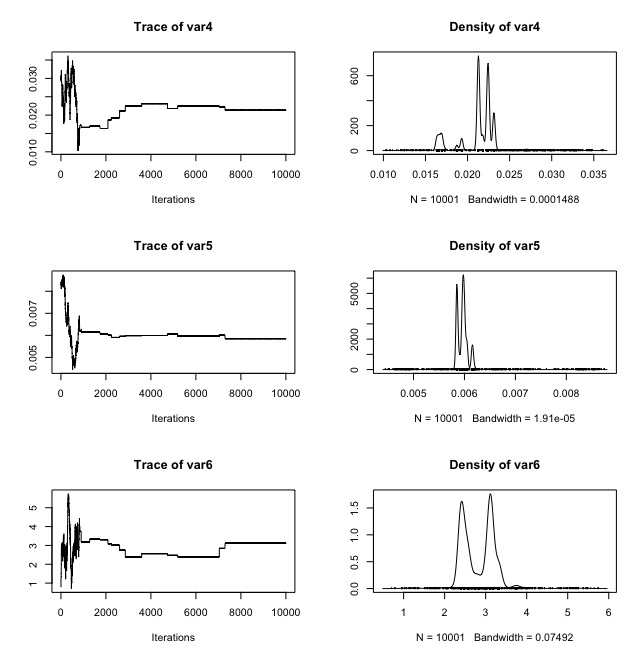 Trace of var4
0.010 0.020 0.030
0 2000 4000 6000 8000 10000
Iterations
Density of var4
0 200 600
0.010 0.015 0.020 0.025 0.030 0.035
N = 10001 Bandwidth = 0.0001488
Trace of var5
0.005 0.007
0 2000 4000 6000 8000 10000
Iterations
Density of var5
0 2000 5000
0.005 0.006 0.007 0.008
N = 10001 Bandwidth = 1.91e-05
Trace of var6
1 2 3 4 5
0 2000 4000 6000 8000 10000
Iterations
Density of var6
0.0 0.5 1.0 1.5
1 2 3 4 5 6
N = 10001 Bandwidth = 0.07492